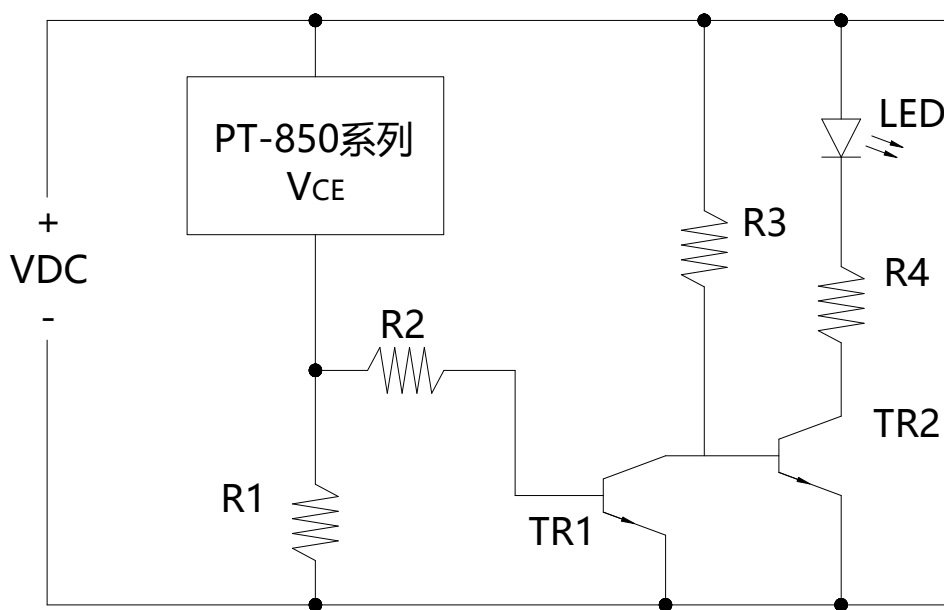 PT-850系列
VCE
LED
+
VDC
-
R3
R4
R2
TR2
R1
TR1